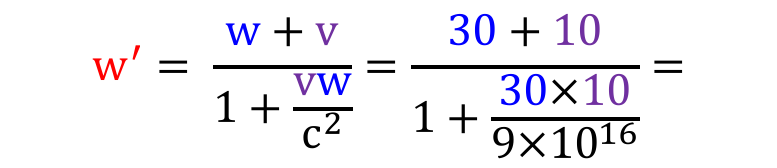 w′ = (w + v)/(1 + vw/c²) = (30 + 10)/(1 + (30×10)/(9×10¹⁶)) =